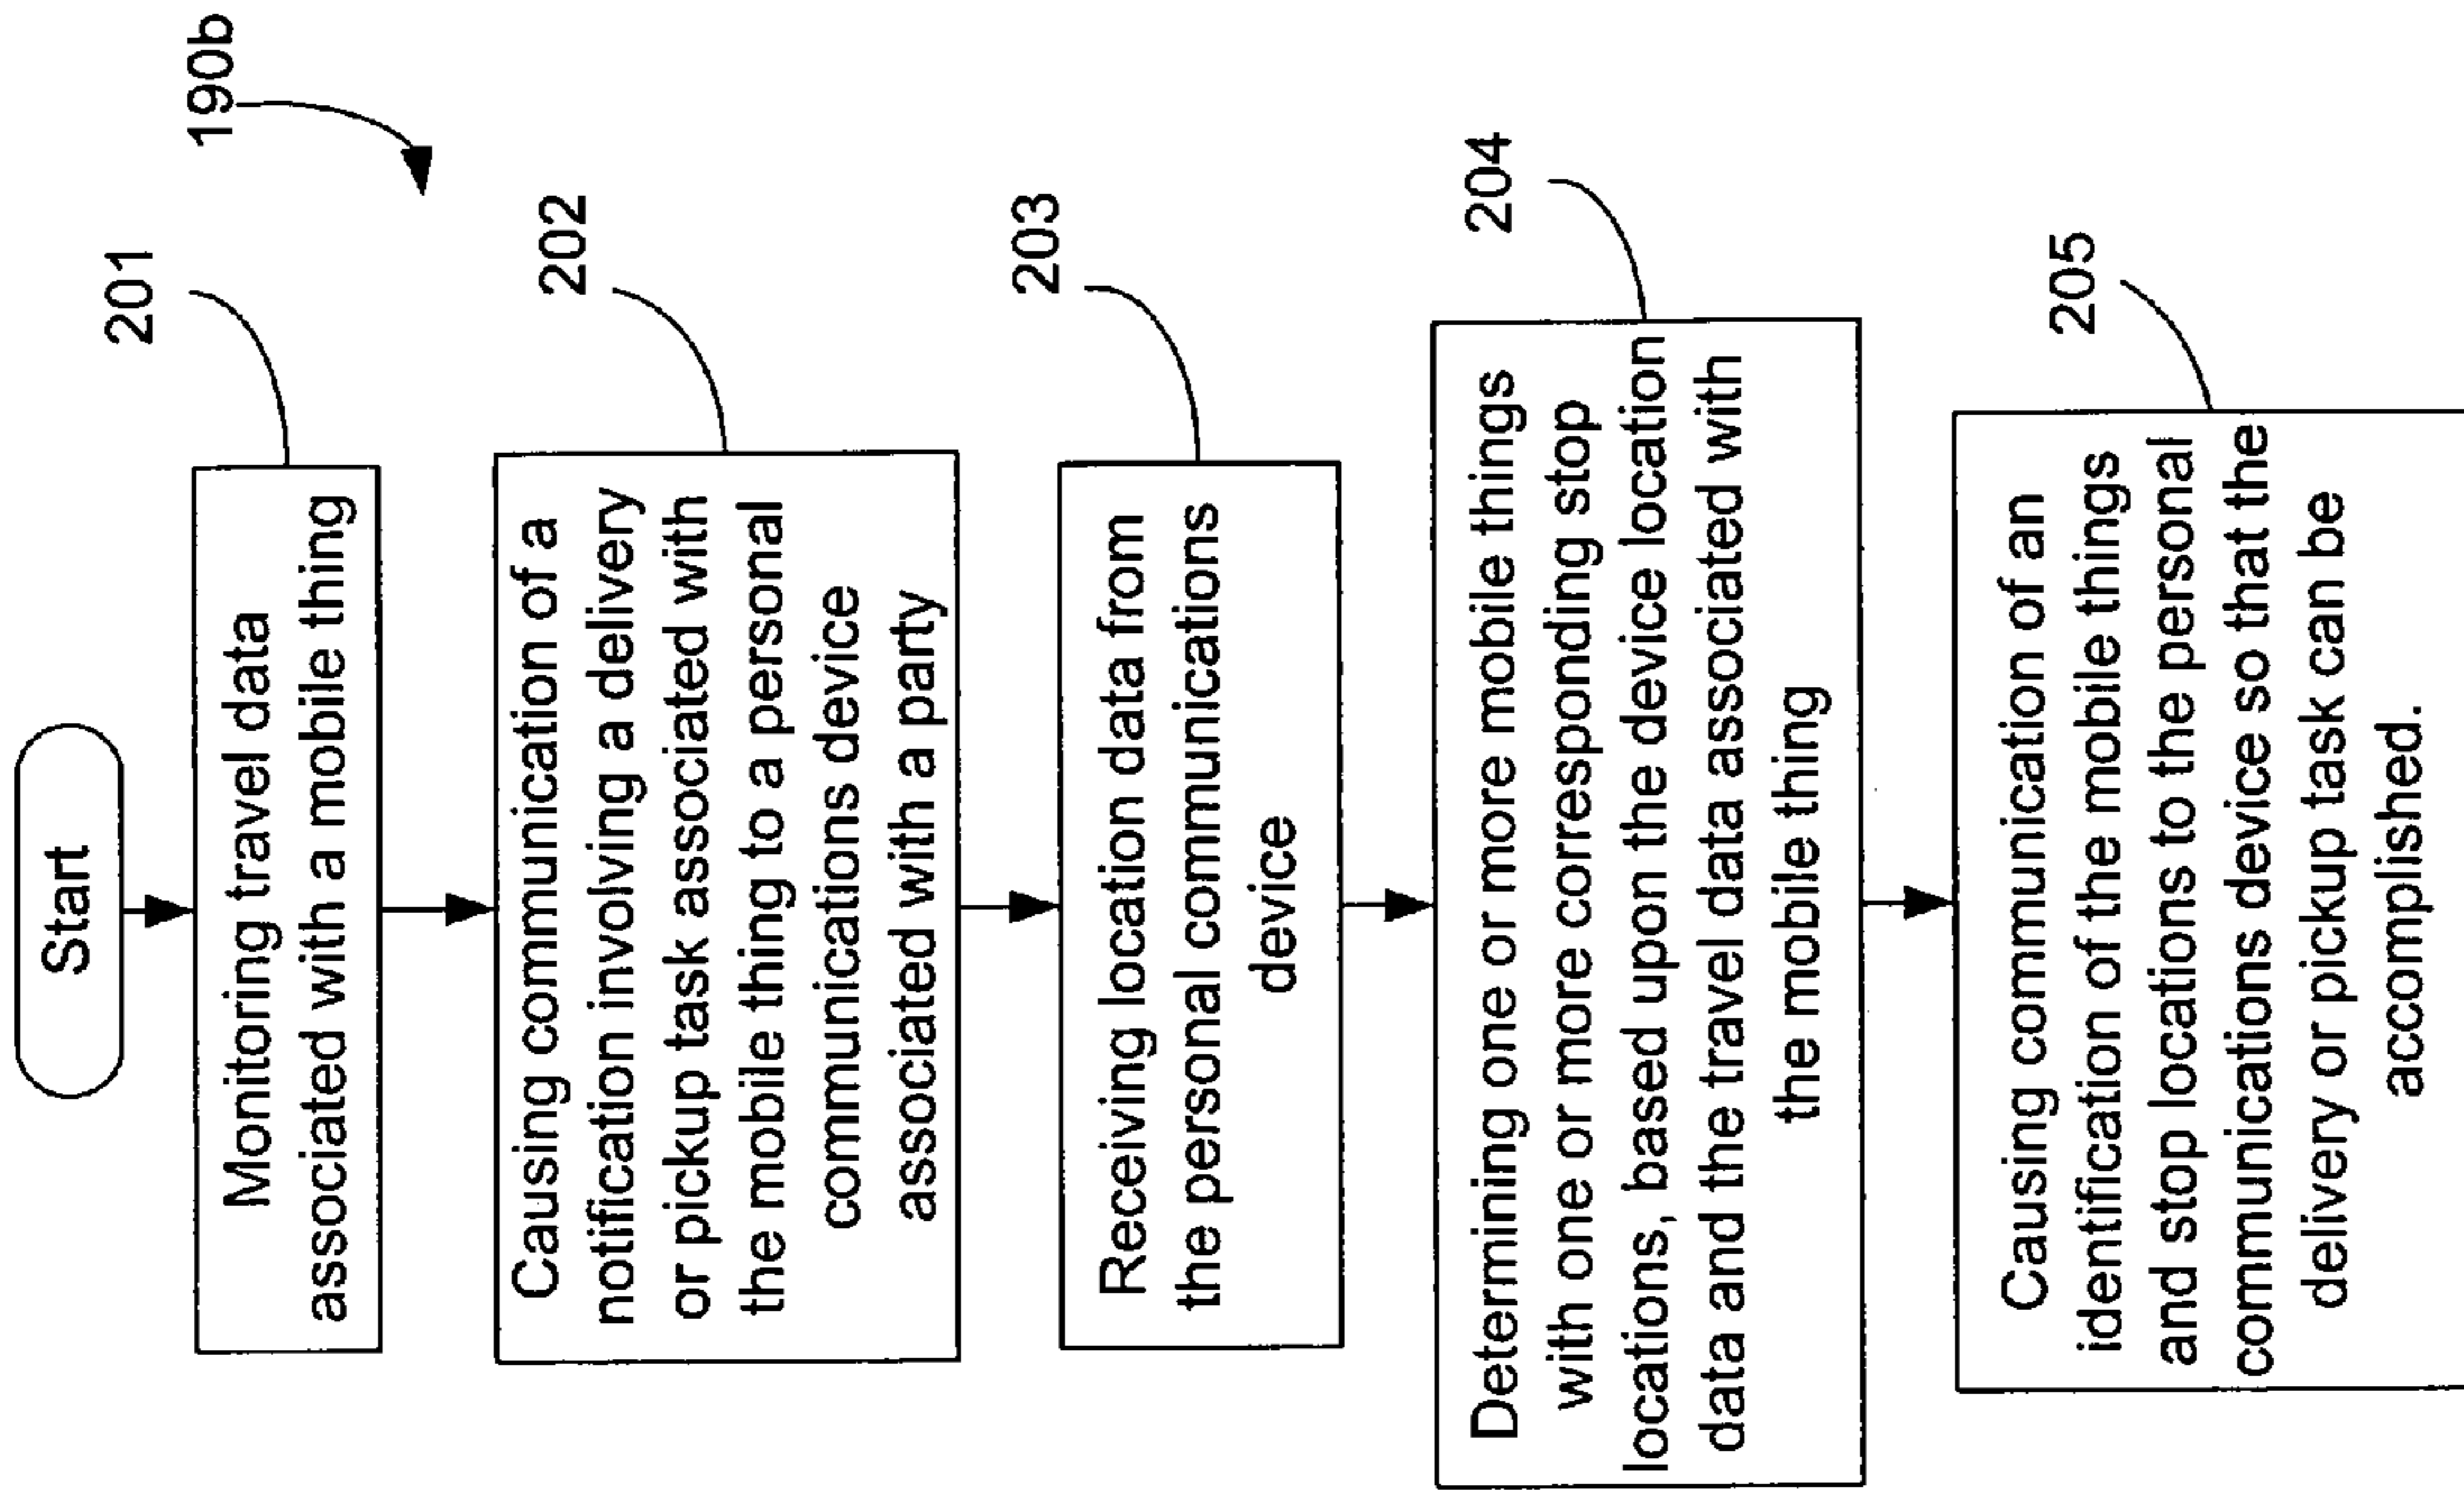 Start
190b
201
Monitoring travel data
associated with a mobile thing
202
Causing communication of a
notification involving a delivery
or pickup task associated with
the mobile thing to a personal
communications device
associated with a party
203
Receiving location data from
the personal communications
device
204
Determining one or more mobile things
with one or more corresponding stop
locations, based upon the device location
data and the travel data associated with
the mobile thing
205
Causing communication of an
identification of the mobile things
and stop locations to the personal
communications device so that the
delivery or pickup task can be
accomplished.